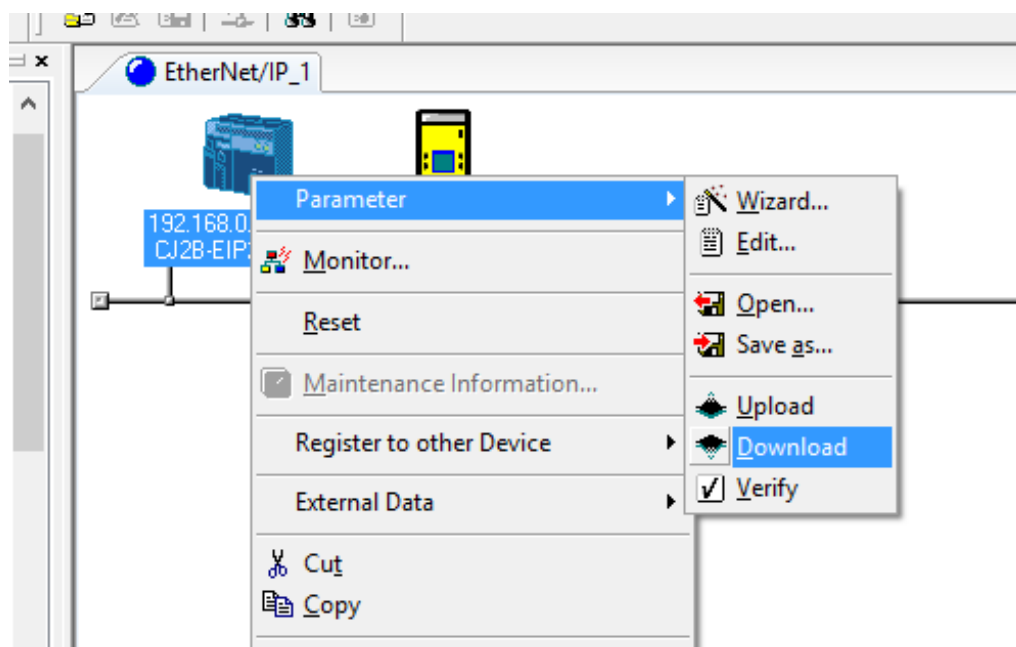 EtherNet/IP_1
192.168.0.
CJ2B-EIP
Parameter
Monitor...
Reset
Maintenance Information...
Register to other Device
External Data
Cut
Copy
Wizard...
Edit...
Open...
Save as...
Upload
Download
Verify